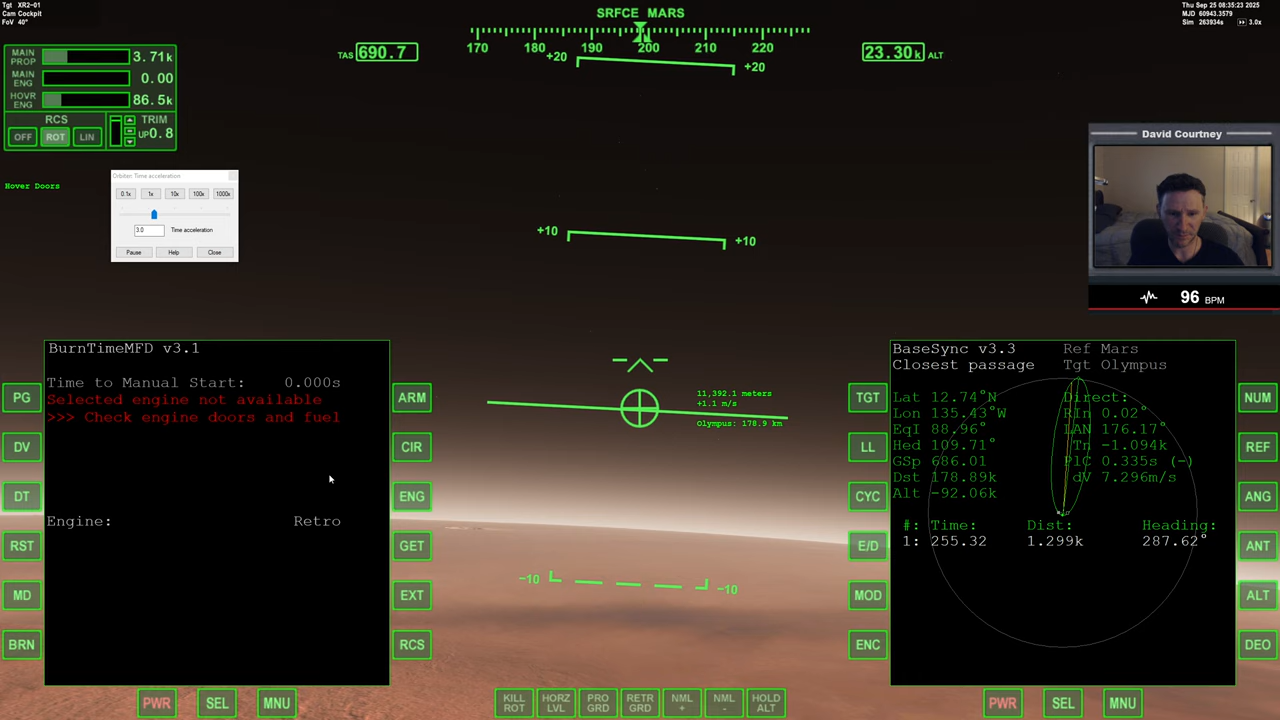 Tgt XR2-01
Cam Cockpit
FoV 40°
SRFCE MARS
Thu Sep 25 08:35:23 2025
MJD 60943.3579
Sim 263934s 3.0x
170 180 190 200 210 220
TAS 690.7
23.30k ALT
+20 +20
MAIN PROP 3.71k
MAIN ENG 0.00
HOVR ENG 86.5k
RCS
TRIM
UP0.8
OFF ROT LIN
Hover Doors
Orbiter: Time acceleration
0.1x 1x 10x 100x 1000x
3.0 Time acceleration
Pause Help Close
David Courtney
96 BPM
+10 +10
11,392.1 meters
+1.1 m/s
Olympus: 178.9 km
-10 -10
BurnTimeMFD v3.1
Time to Manual Start: 0.000s
Selected engine not available
>>> Check engine doors and fuel
Engine: Retro
PG
DV
DT
RST
MD
BRN
ARM
CIR
ENG
GET
EXT
RCS
PWR SEL MNU
KILL ROT
HORZ LVL
PRO GRD
RETR GRD
NML +
NML -
HOLD ALT
BaseSync v3.3 Ref Mars
Closest passage Tgt Olympus
Lat 12.74°N Direct:
Lon 135.43°W RIn 0.02°
EqI 88.96° LAN 176.17°
Hed 109.71° Tn -1.094k
GSp 686.01 PlC 0.335s (-)
Dst 178.89k dV 7.296m/s
Alt -92.06k
#: Time: Dist: Heading:
1: 255.32 1.299k 287.62°
TGT
LL
CYC
E/D
MOD
ENC
NUM
REF
ANG
ANT
ALT
DEO
PWR SEL MNU